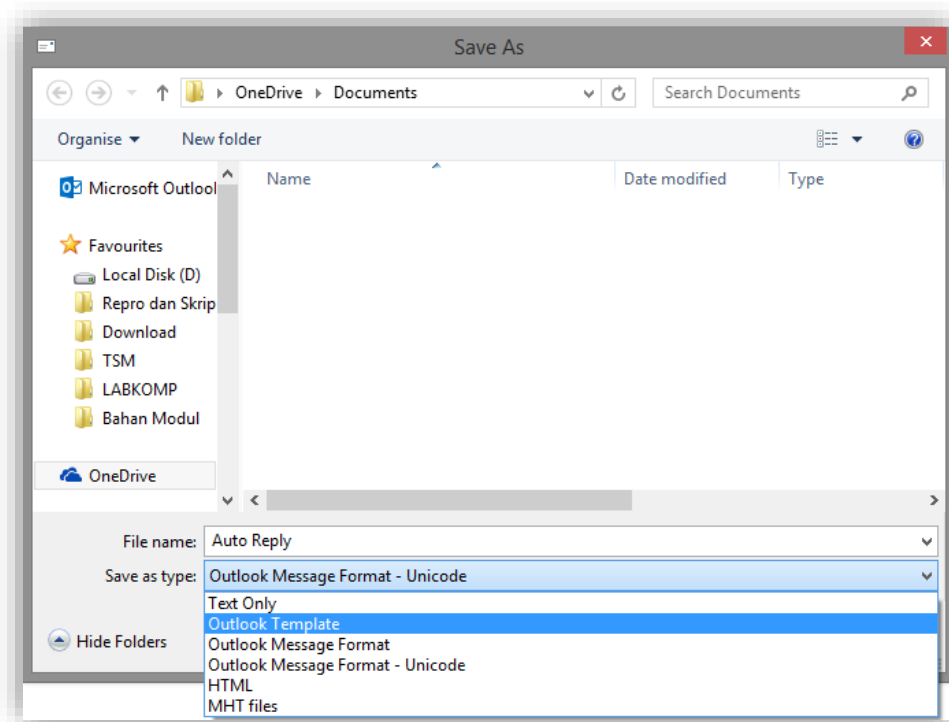 Save As
OneDrive Documents
Search Documents
Organise New folder
Name Date modified Type
Microsoft Outlool
Favourites
Local Disk (D)
Repro dan Skrip
Download
TSM
LABKOMP
Bahan Modul
OneDrive
File name: Auto Reply
Save as type: Outlook Message Format - Unicode
Text Only
Outlook Template
Outlook Message Format
Outlook Message Format - Unicode
HTML
MHT files
Hide Folders